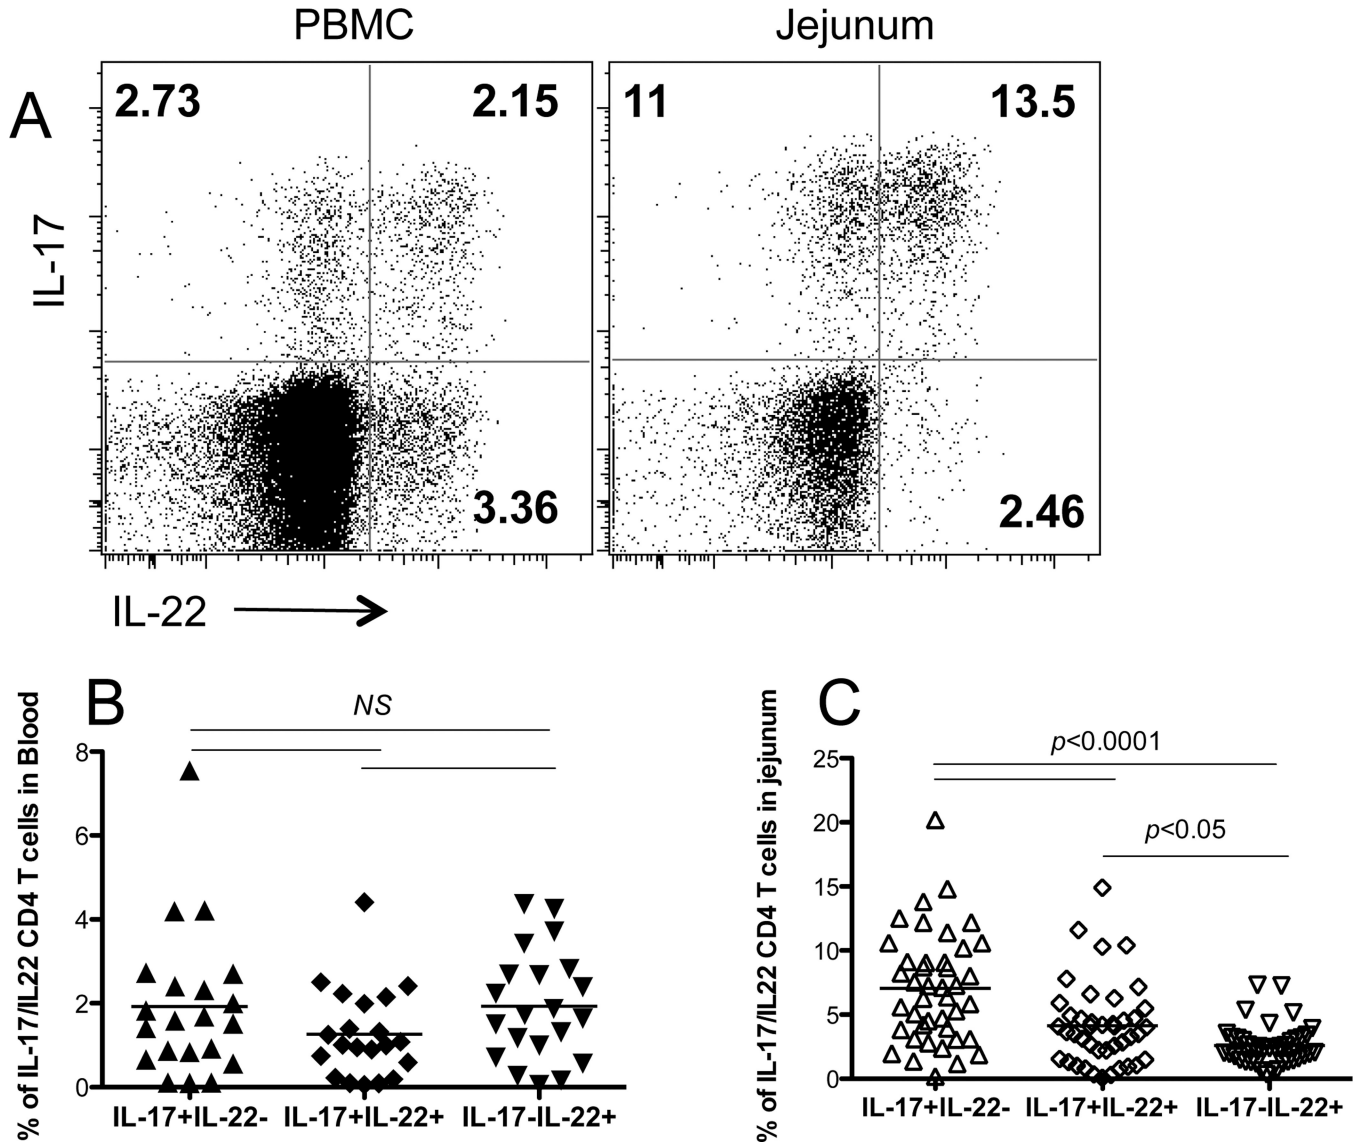 PBMC
Jejunum
A
2.73
2.15
11
13.5
IL-17
3.36
2.46
IL-22
B
NS
% of IL-17/IL22 CD4 T cells in Blood
8
6
4
2
0
IL-17+IL-22-
IL-17+IL-22+
IL-17-IL-22+
C
p<0.0001
p<0.05
% of IL-17/IL22 CD4 T cells in jejunum
25
20
15
10
5
0
IL-17+IL-22-
IL-17+IL-22+
IL-17-IL-22+